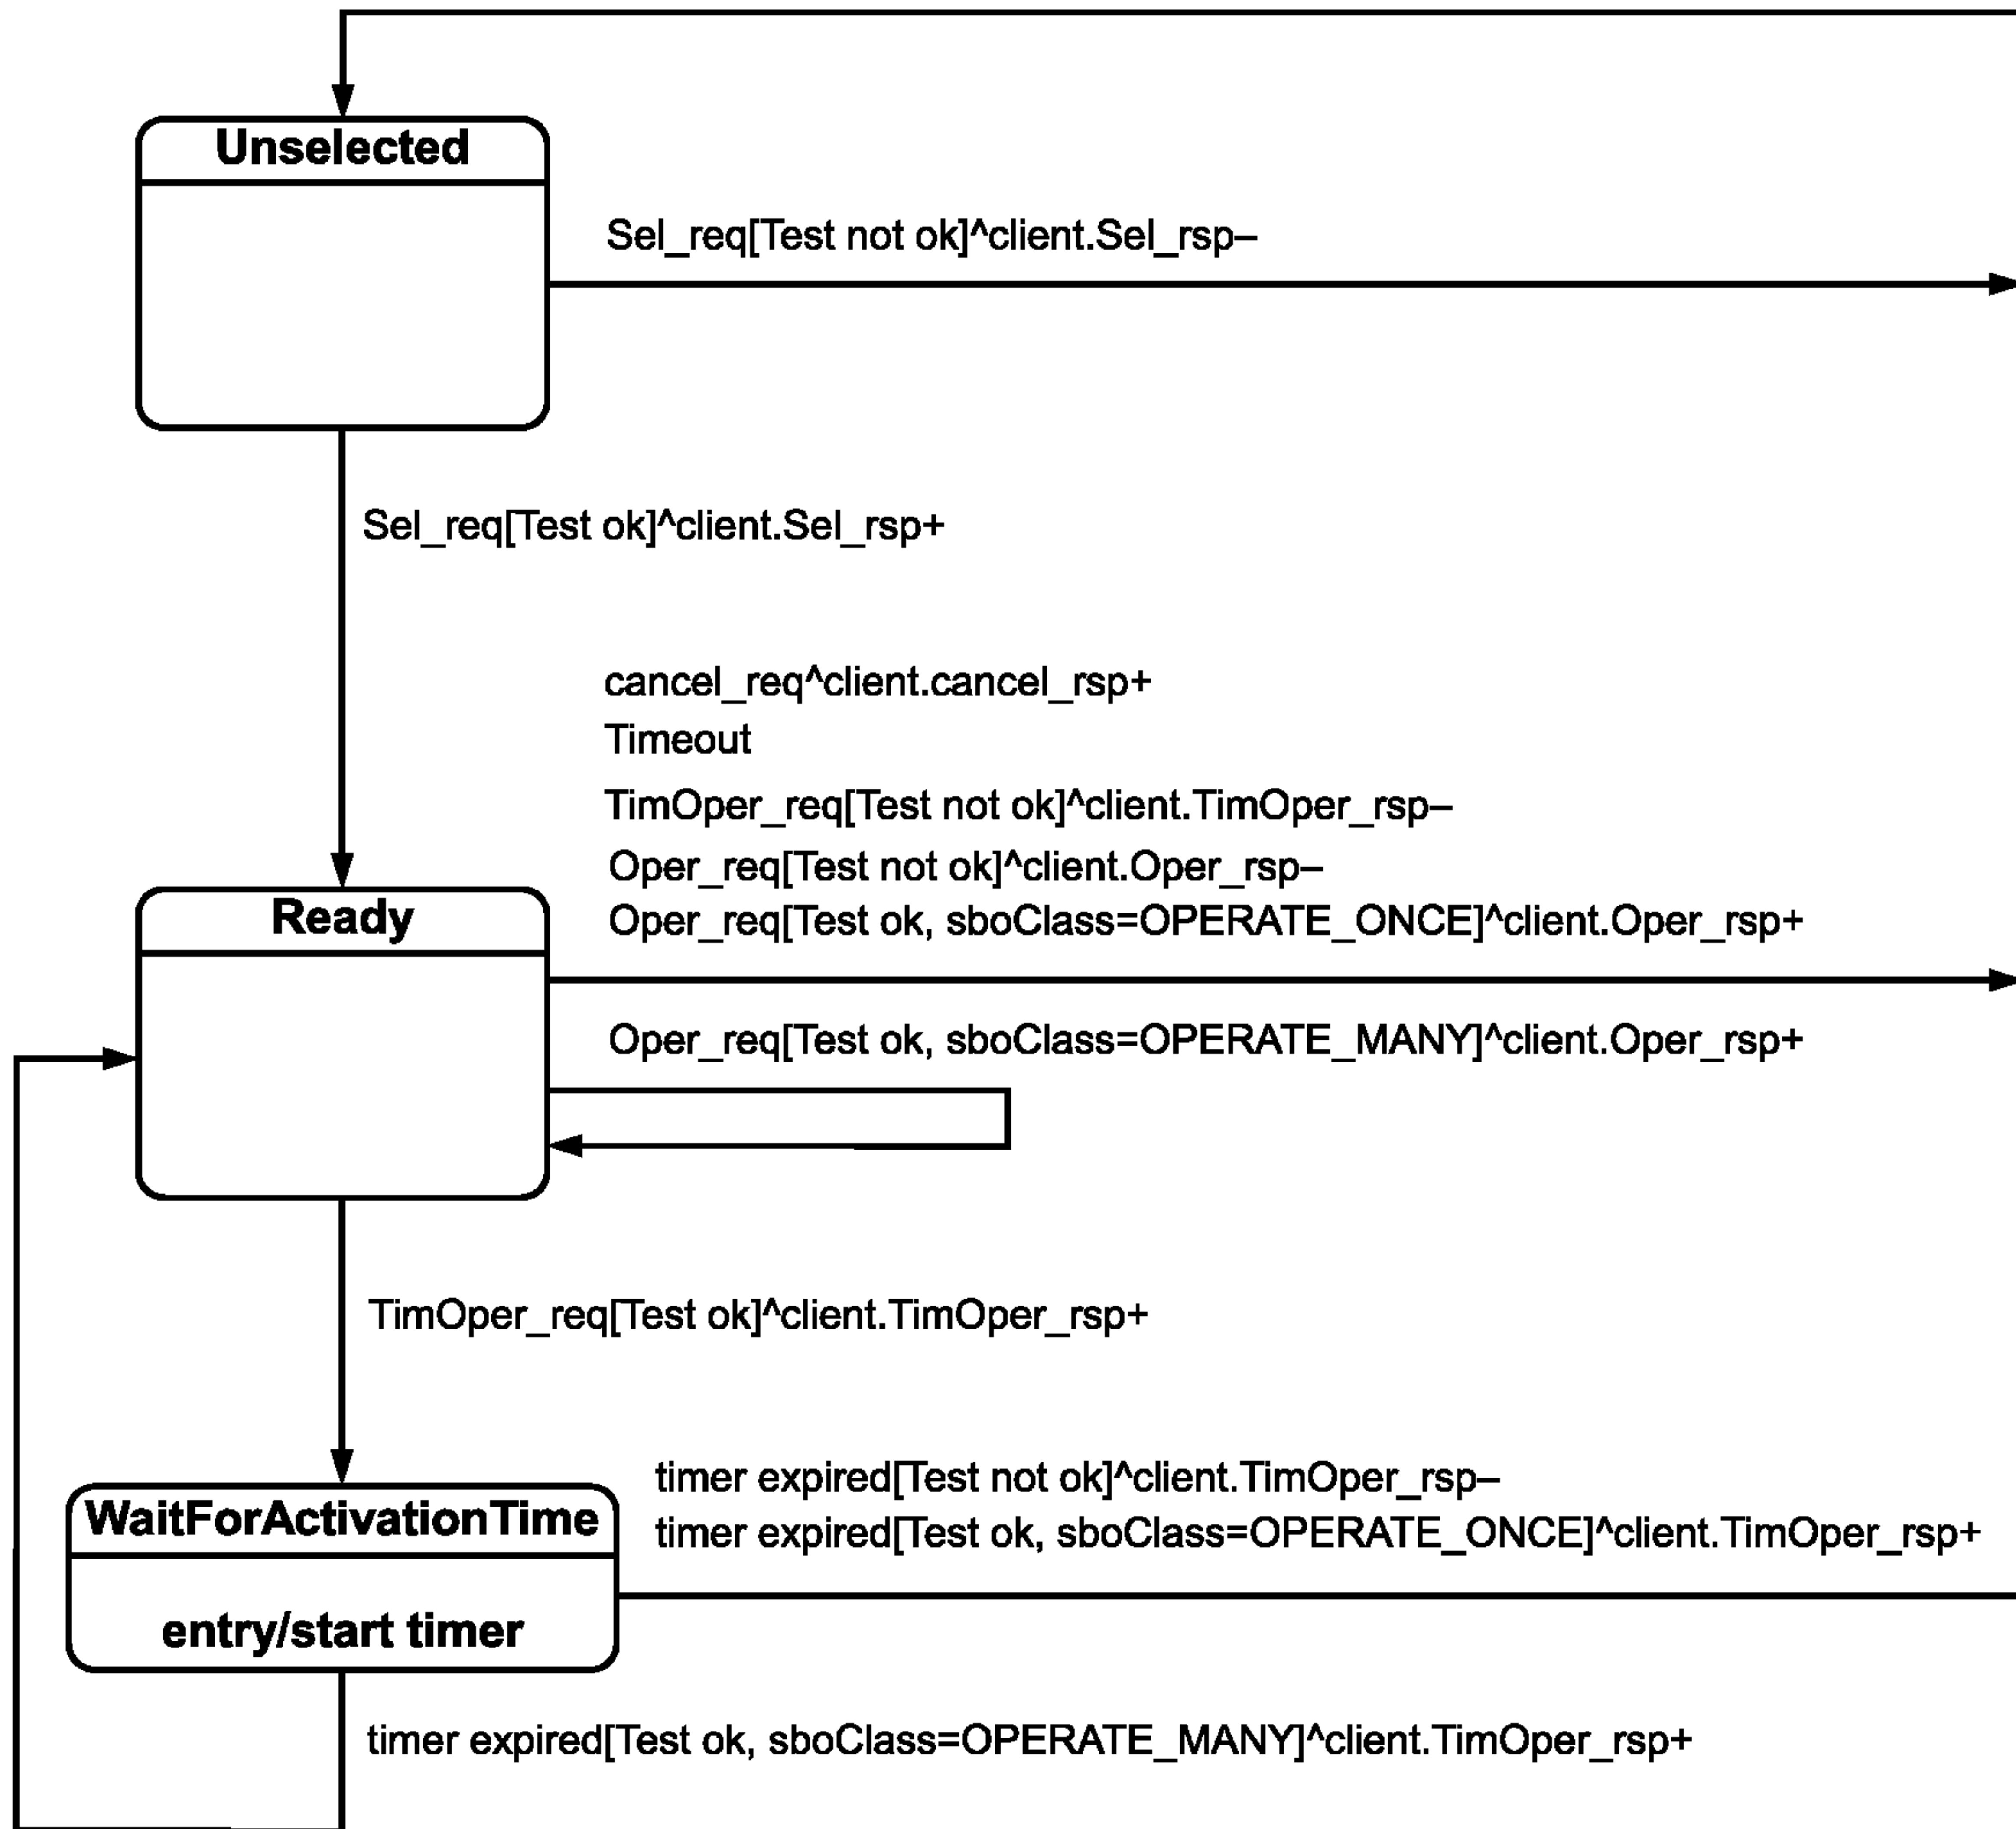 Unselected
Sel_req[Test not ok]^client.Sel_rsp–
Sel_req[Test ok]^client.Sel_rsp+
cancel_req^client.cancel_rsp+
Timeout
TimOper_req[Test not ok]^client.TimOper_rsp–
Oper_req[Test not ok]^client.Oper_rsp–
Oper_req[Test ok, sboClass=OPERATE_ONCE]^client.Oper_rsp+
Ready
Oper_req[Test ok, sboClass=OPERATE_MANY]^client.Oper_rsp+
TimOper_req[Test ok]^client.TimOper_rsp+
timer expired[Test not ok]^client.TimOper_rsp–
timer expired[Test ok, sboClass=OPERATE_ONCE]^client.TimOper_rsp+
WaitForActivationTime
entry/start timer
timer expired[Test ok, sboClass=OPERATE_MANY]^client.TimOper_rsp+